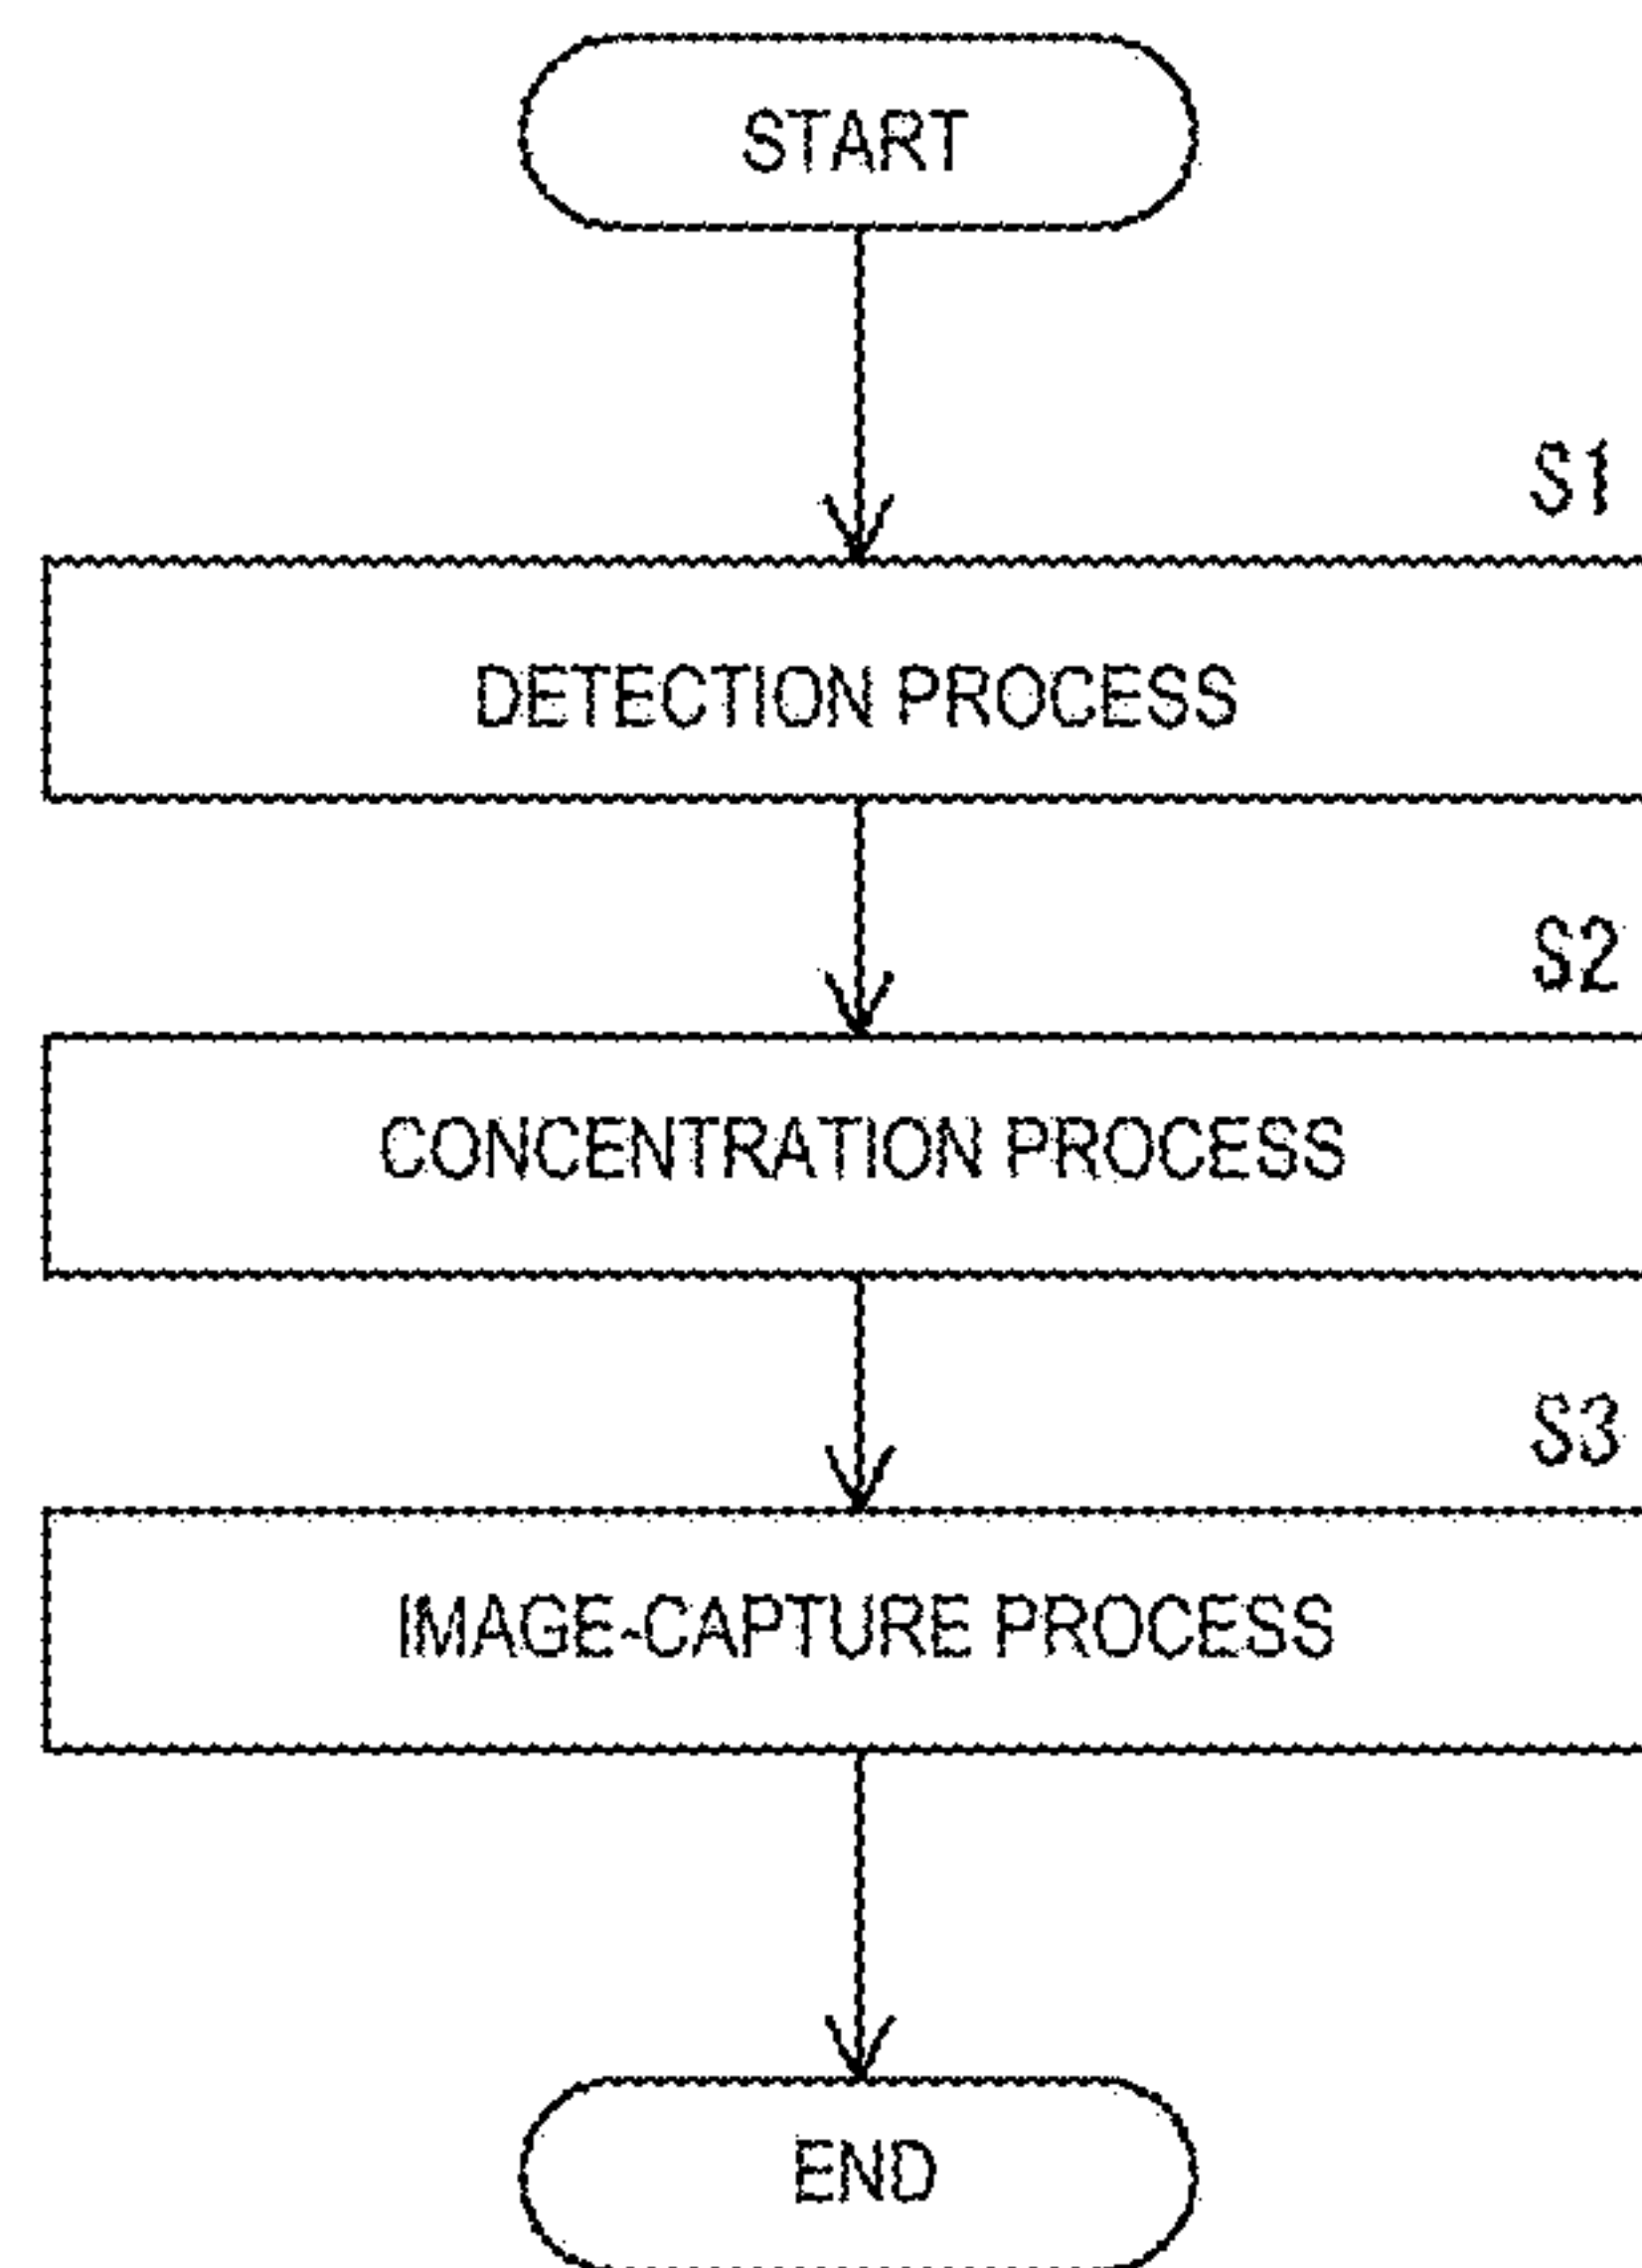 START
S1
DETECTION PROCESS
S2
CONCENTRATION PROCESS
S3
IMAGE-CAPTURE PROCESS
END